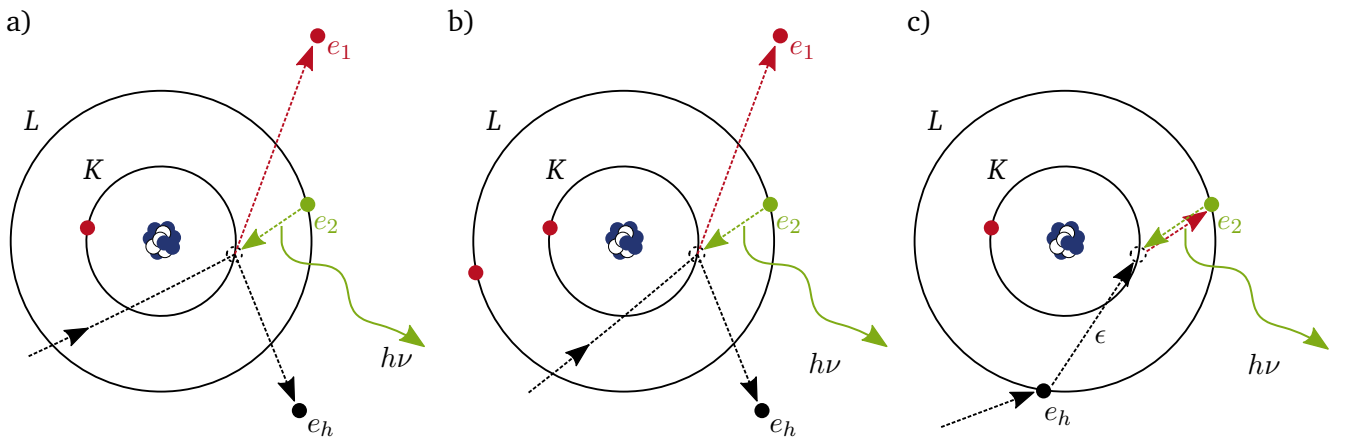 a)
L
K
e₁
e₂
hν
eₕ
b)
L
K
e₁
e₂
hν
eₕ
c)
L
K
e₂
ϵ
hν
eₕ